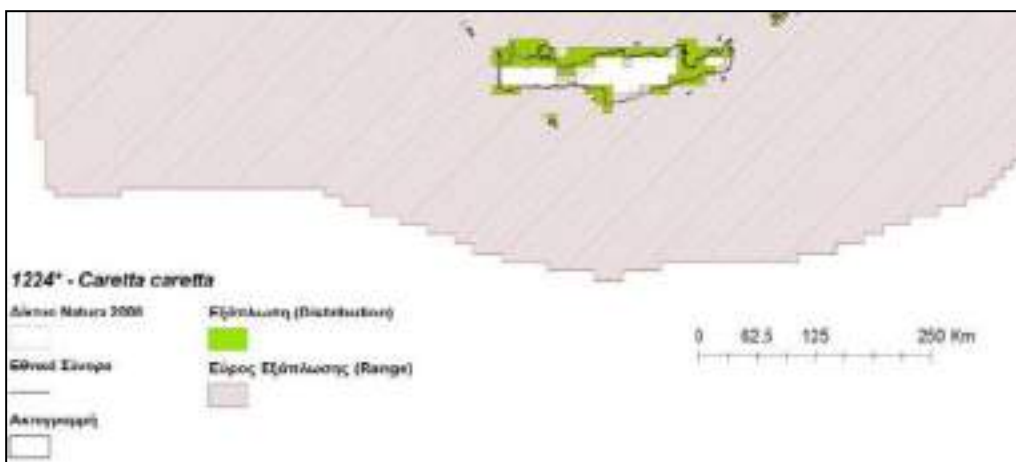 1224* - Caretta caretta
Δίκτυο Natura 2000
Εξάπλωση (Distribution)
Εθνικά Σύνορα
Εύρος Εξάπλωσης (Range)
Ακτογραμμή
0 62.5 125 250 Km